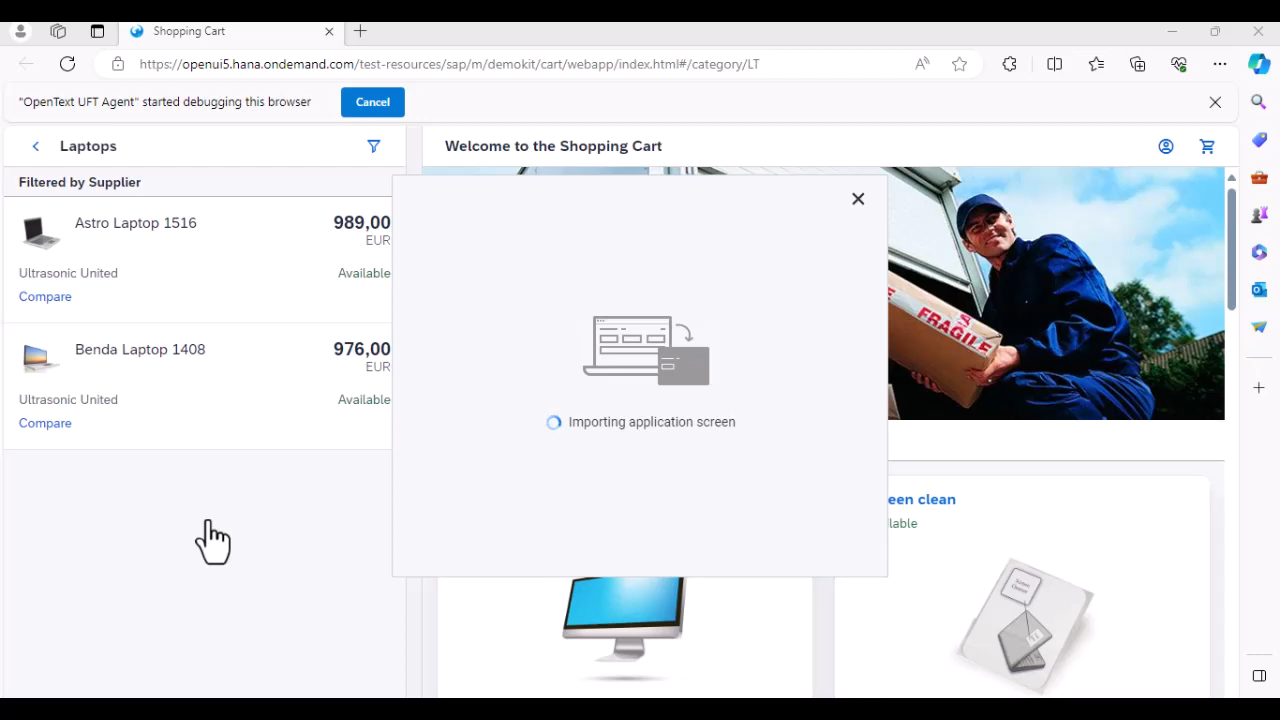 Shopping Cart
https://openui5.hana.ondemand.com/test-resources/sap/m/demokit/cart/webapp/index.html#/category/LT
"OpenText UFT Agent" started debugging this browser
Cancel
Laptops
Welcome to the Shopping Cart
Filtered by Supplier
Astro Laptop 1516
989,00
EUR
Ultrasonic United
Available
Compare
Benda Laptop 1408
976,00
EUR
Ultrasonic United
Available
Compare
Importing application screen
FRAGILE
een clean
lable